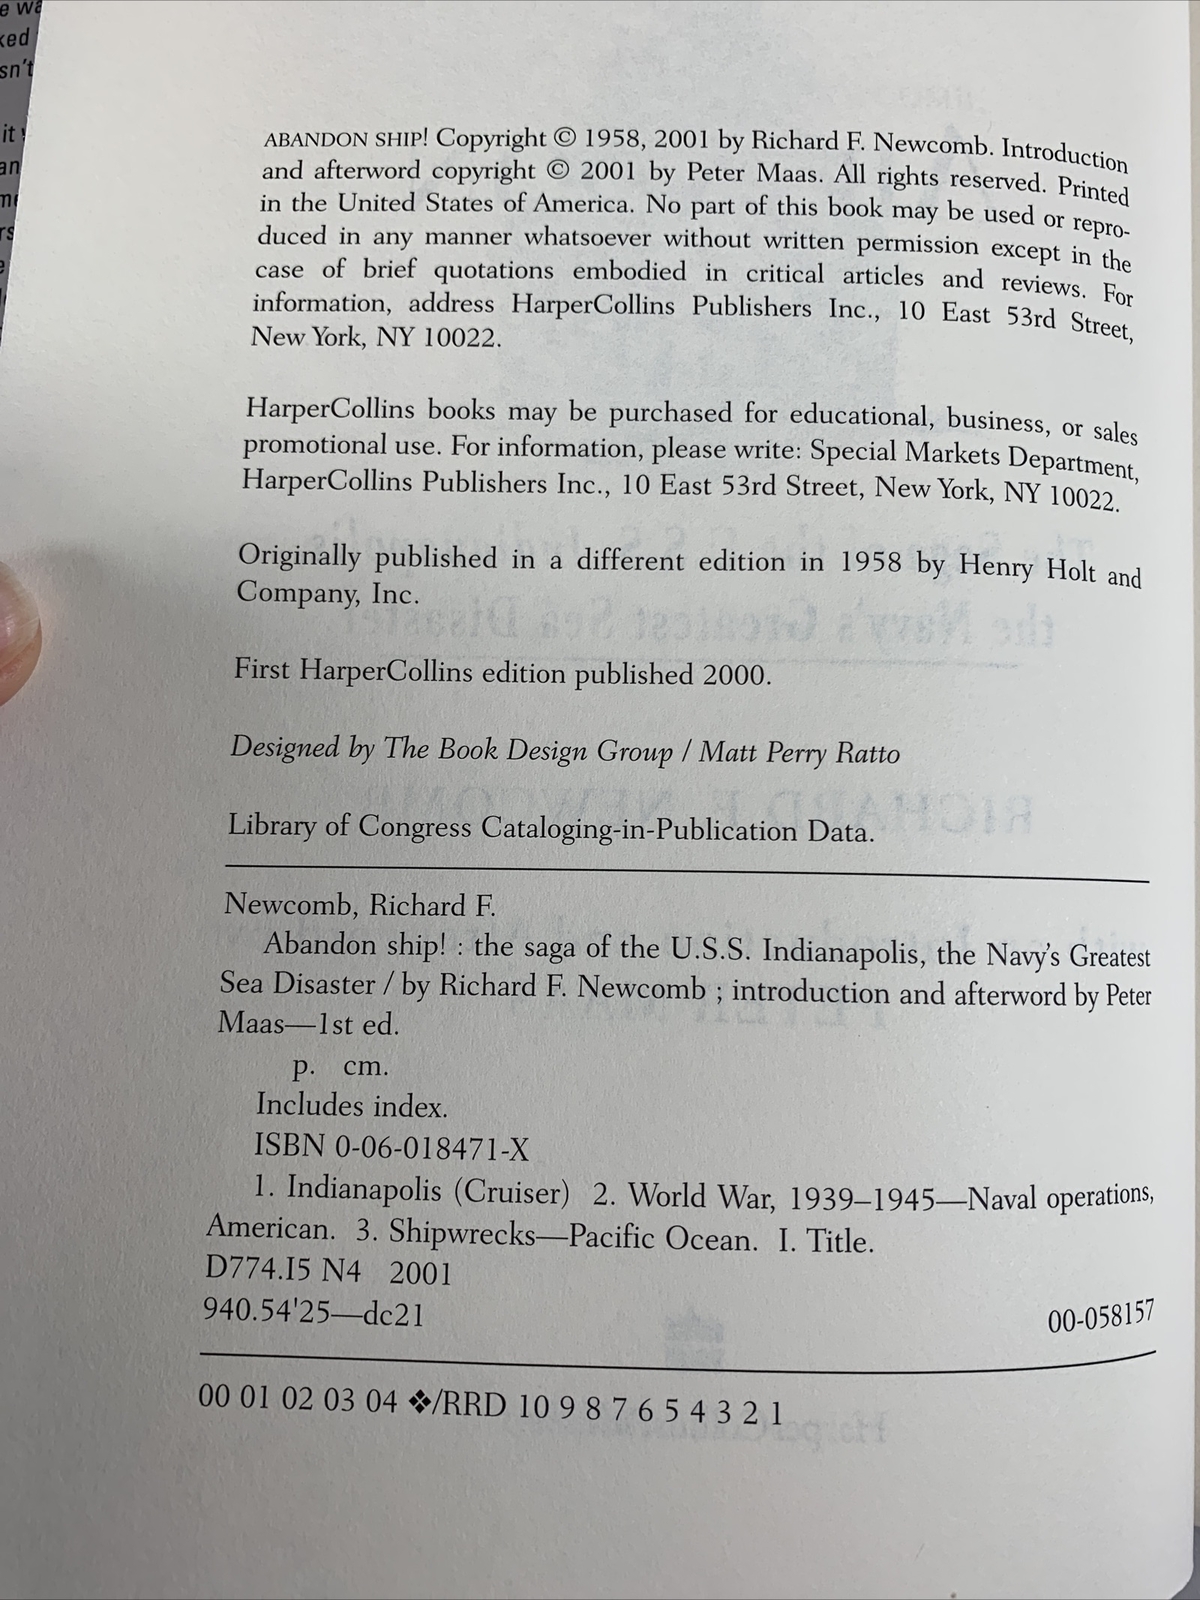 ABANDON SHIP! Copyright © 1958, 2001 by Richard F. Newcomb. Introduction
and afterword copyright © 2001 by Peter Maas. All rights reserved. Printed
in the United States of America. No part of this book may be used or repro-
duced in any manner whatsoever without written permission except in the
case of brief quotations embodied in critical articles and reviews. For
information, address HarperCollins Publishers Inc., 10 East 53rd Street,
New York, NY 10022.
HarperCollins books may be purchased for educational, business, or sales
promotional use. For information, please write: Special Markets Department,
HarperCollins Publishers Inc., 10 East 53rd Street, New York, NY 10022.
Originally published in a different edition in 1958 by Henry Holt and
Company, Inc.
First HarperCollins edition published 2000.
Designed by The Book Design Group / Matt Perry Ratto
Library of Congress Cataloging-in-Publication Data.
Newcomb, Richard F.
Abandon ship! : the saga of the U.S.S. Indianapolis, the Navy's Greatest
Sea Disaster / by Richard F. Newcomb ; introduction and afterword by Peter
Maas—1st ed.
p. cm.
Includes index.
ISBN 0-06-018471-X
1. Indianapolis (Cruiser) 2. World War, 1939–1945—Naval operations,
American. 3. Shipwrecks—Pacific Ocean. I. Title.
D774.I5 N4 2001
940.54'25—dc21 00-058157
00 01 02 03 04 ❖/RRD 10 9 8 7 6 5 4 3 2 1